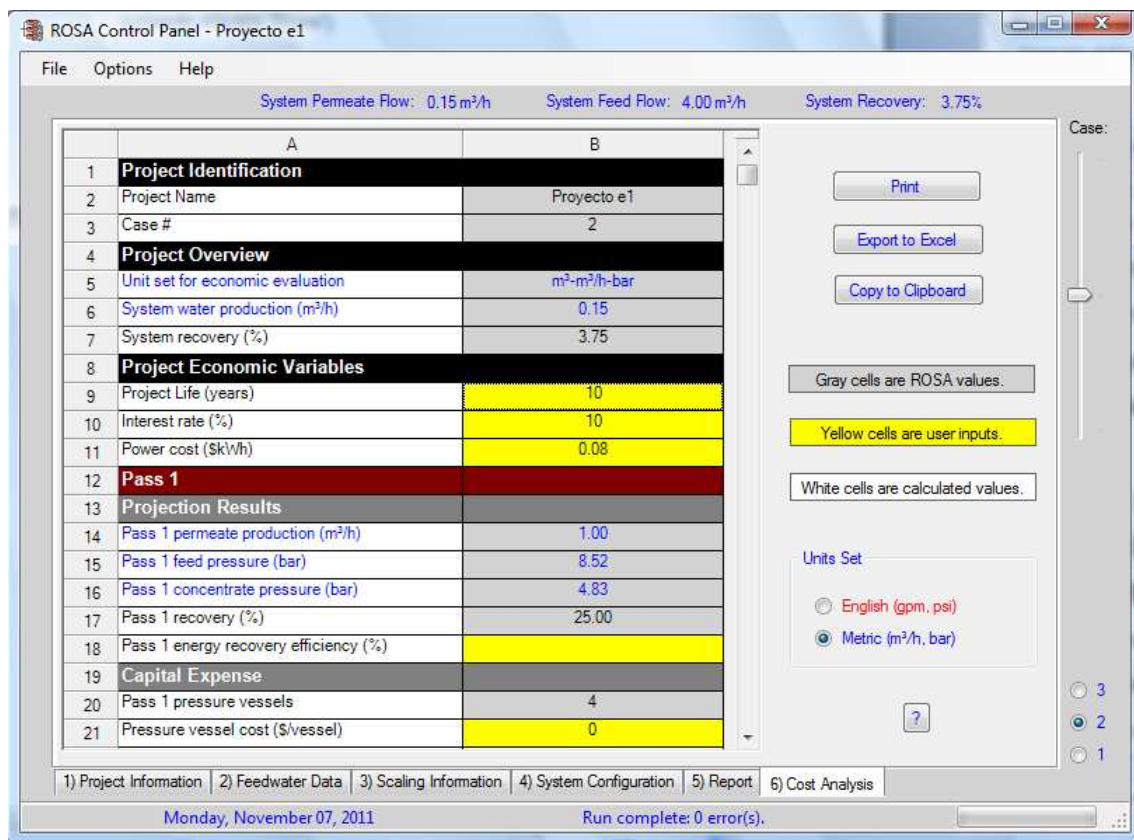 ROSA Control Panel - Proyecto e1
File Options Help
System Permeate Flow: 0.15 m³/h System Feed Flow: 4.00 m³/h System Recovery: 3.75%
Case:
A B
1 Project Identification
2 Project Name Proyecto e1
3 Case # 2
4 Project Overview
5 Unit set for economic evaluation m³-m³/h-bar
6 System water production (m³/h) 0.15
7 System recovery (%) 3.75
8 Project Economic Variables
9 Project Life (years) 10
10 Interest rate (%) 10
11 Power cost ($kWh) 0.08
12 Pass 1
13 Projection Results
14 Pass 1 permeate production (m³/h) 1.00
15 Pass 1 feed pressure (bar) 8.52
16 Pass 1 concentrate pressure (bar) 4.83
17 Pass 1 recovery (%) 25.00
18 Pass 1 energy recovery efficiency (%)
19 Capital Expense
20 Pass 1 pressure vessels 4
21 Pressure vessel cost ($/vessel) 0
Print
Export to Excel
Copy to Clipboard
Gray cells are ROSA values.
Yellow cells are user inputs.
White cells are calculated values.
Units Set
English (gpm, psi)
Metric (m³/h, bar)
?
3
2
1
1) Project Information 2) Feedwater Data 3) Scaling Information 4) System Configuration 5) Report 6) Cost Analysis
Monday, November 07, 2011 Run complete: 0 error(s).